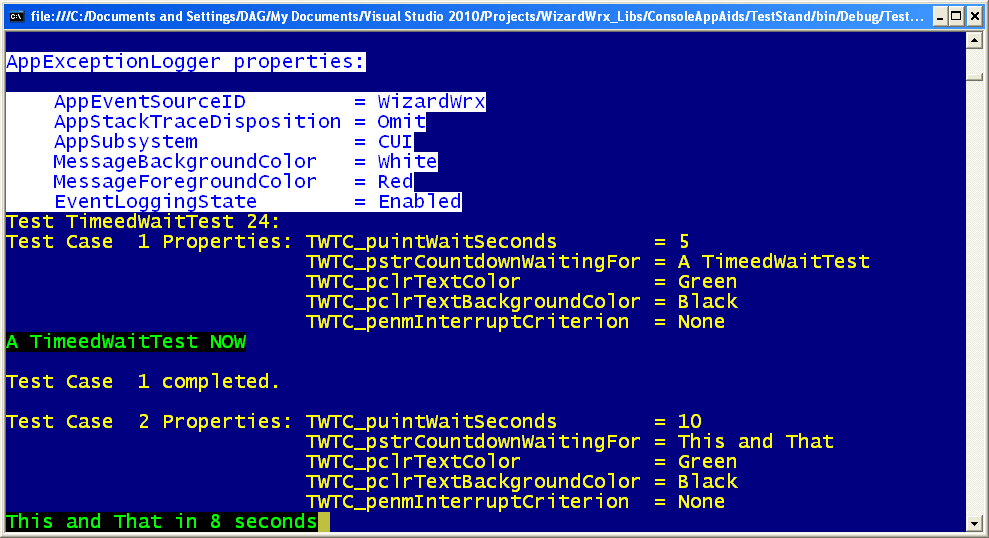 file:///C:/Documents and Settings/DAG/My Documents/Visual Studio 2010/Projects/WizardWrx_Libs/ConsoleAppAids/TestStand/bin/Debug/Test...
AppExceptionLogger properties:
AppEventSourceID = WizardWrx
AppStackTraceDisposition = Omit
AppSubsystem = CUI
MessageBackgroundColor = White
MessageForegroundColor = Red
EventLoggingState = Enabled
Test TimeedWaitTest 24:
Test Case 1 Properties: TWTC_puintWaitSeconds = 5
TWTC_pstrCountdownWaitingFor = A TimeedWaitTest
TWTC_pclrTextColor = Green
TWTC_pclrTextBackgroundColor = Black
TWTC_penmInterruptCriterion = None
A TimeedWaitTest NOW
Test Case 1 completed.
Test Case 2 Properties: TWTC_puintWaitSeconds = 10
TWTC_pstrCountdownWaitingFor = This and That
TWTC_pclrTextColor = Green
TWTC_pclrTextBackgroundColor = Black
TWTC_penmInterruptCriterion = None
This and That in 8 seconds